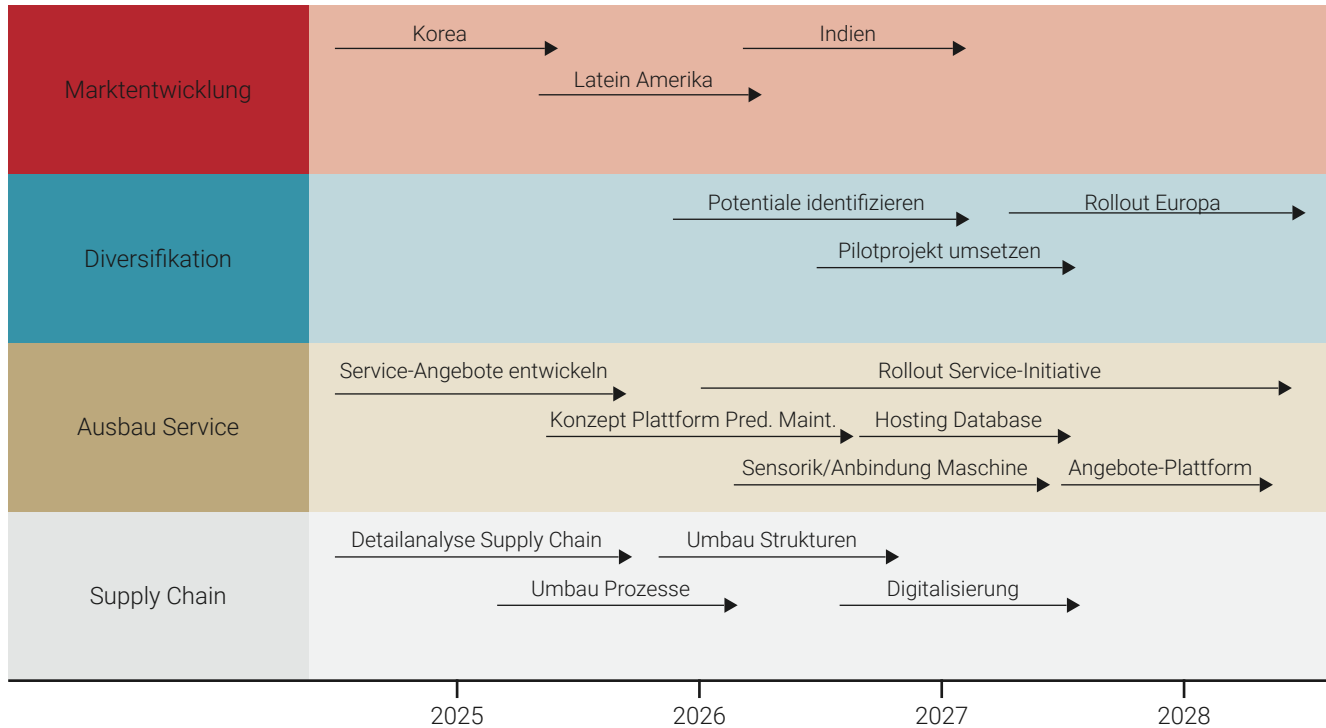 Marktentwicklung
Korea
Indien
Latein Amerika
Diversifikation
Potentiale identifizieren
Rollout Europa
Pilotprojekt umsetzen
Ausbau Service
Service-Angebote entwickeln
Rollout Service-Initiative
Konzept Plattform Pred. Maint.
Hosting Database
Sensorik/Anbindung Maschine
Angebote-Plattform
Supply Chain
Detailanalyse Supply Chain
Umbau Strukturen
Umbau Prozesse
Digitalisierung
2025
2026
2027
2028